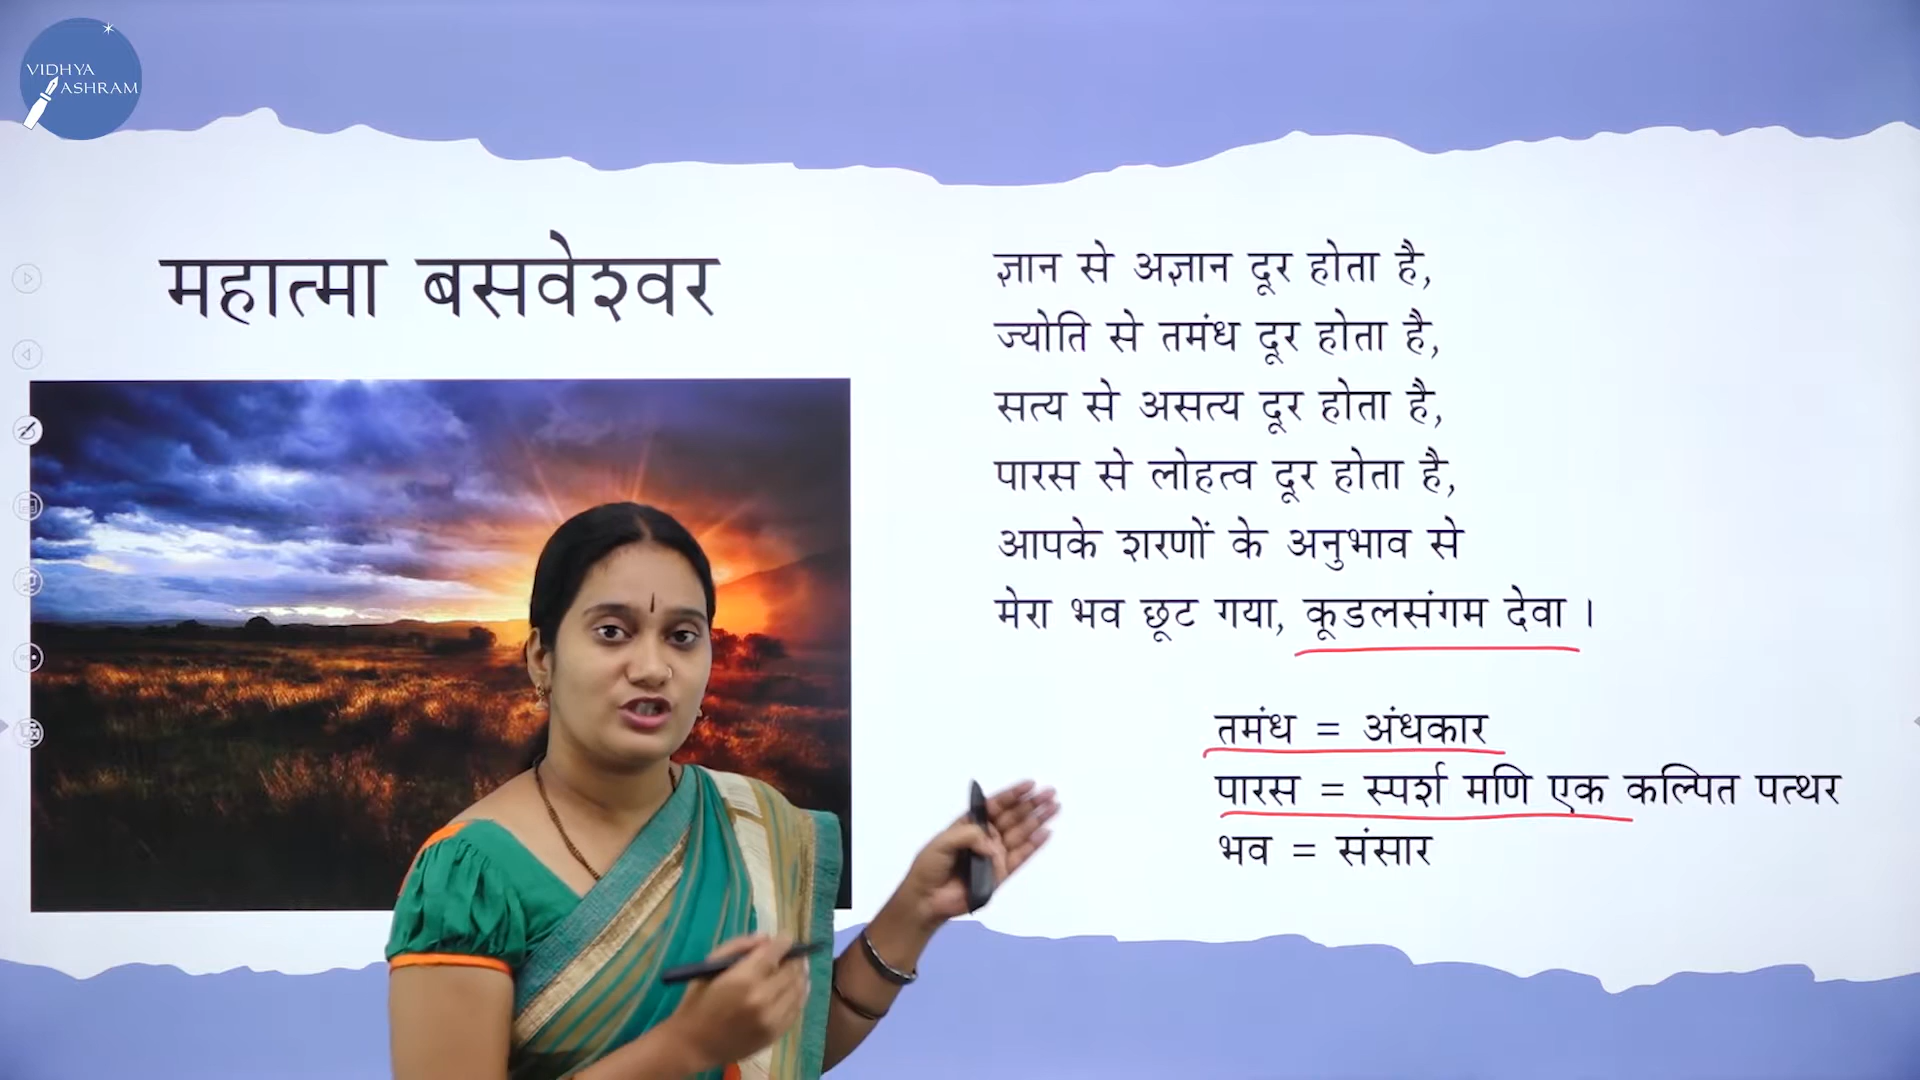 VIDHYA
ASHRAM
महात्मा बसवेश्वर
ज्ञान से अज्ञान दूर होता है,
ज्योति से तमंध दूर होता है,
सत्य से असत्य दूर होता है,
पारस से लोहत्व दूर होता है,
आपके शरणों के अनुभाव से
मेरा भव छूट गया, कूडलसंगम देवा ।
तमंध = अंधकार
पारस = स्पर्श मणि एक कल्पित पत्थर
भव = संसार